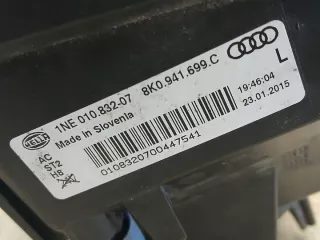 1NE 010.832-07 8K0.941.699.C
Made in Slovenia
L
HELLA
19:46:04
23.01.2015
AC
ST2
H8
01083200700447541